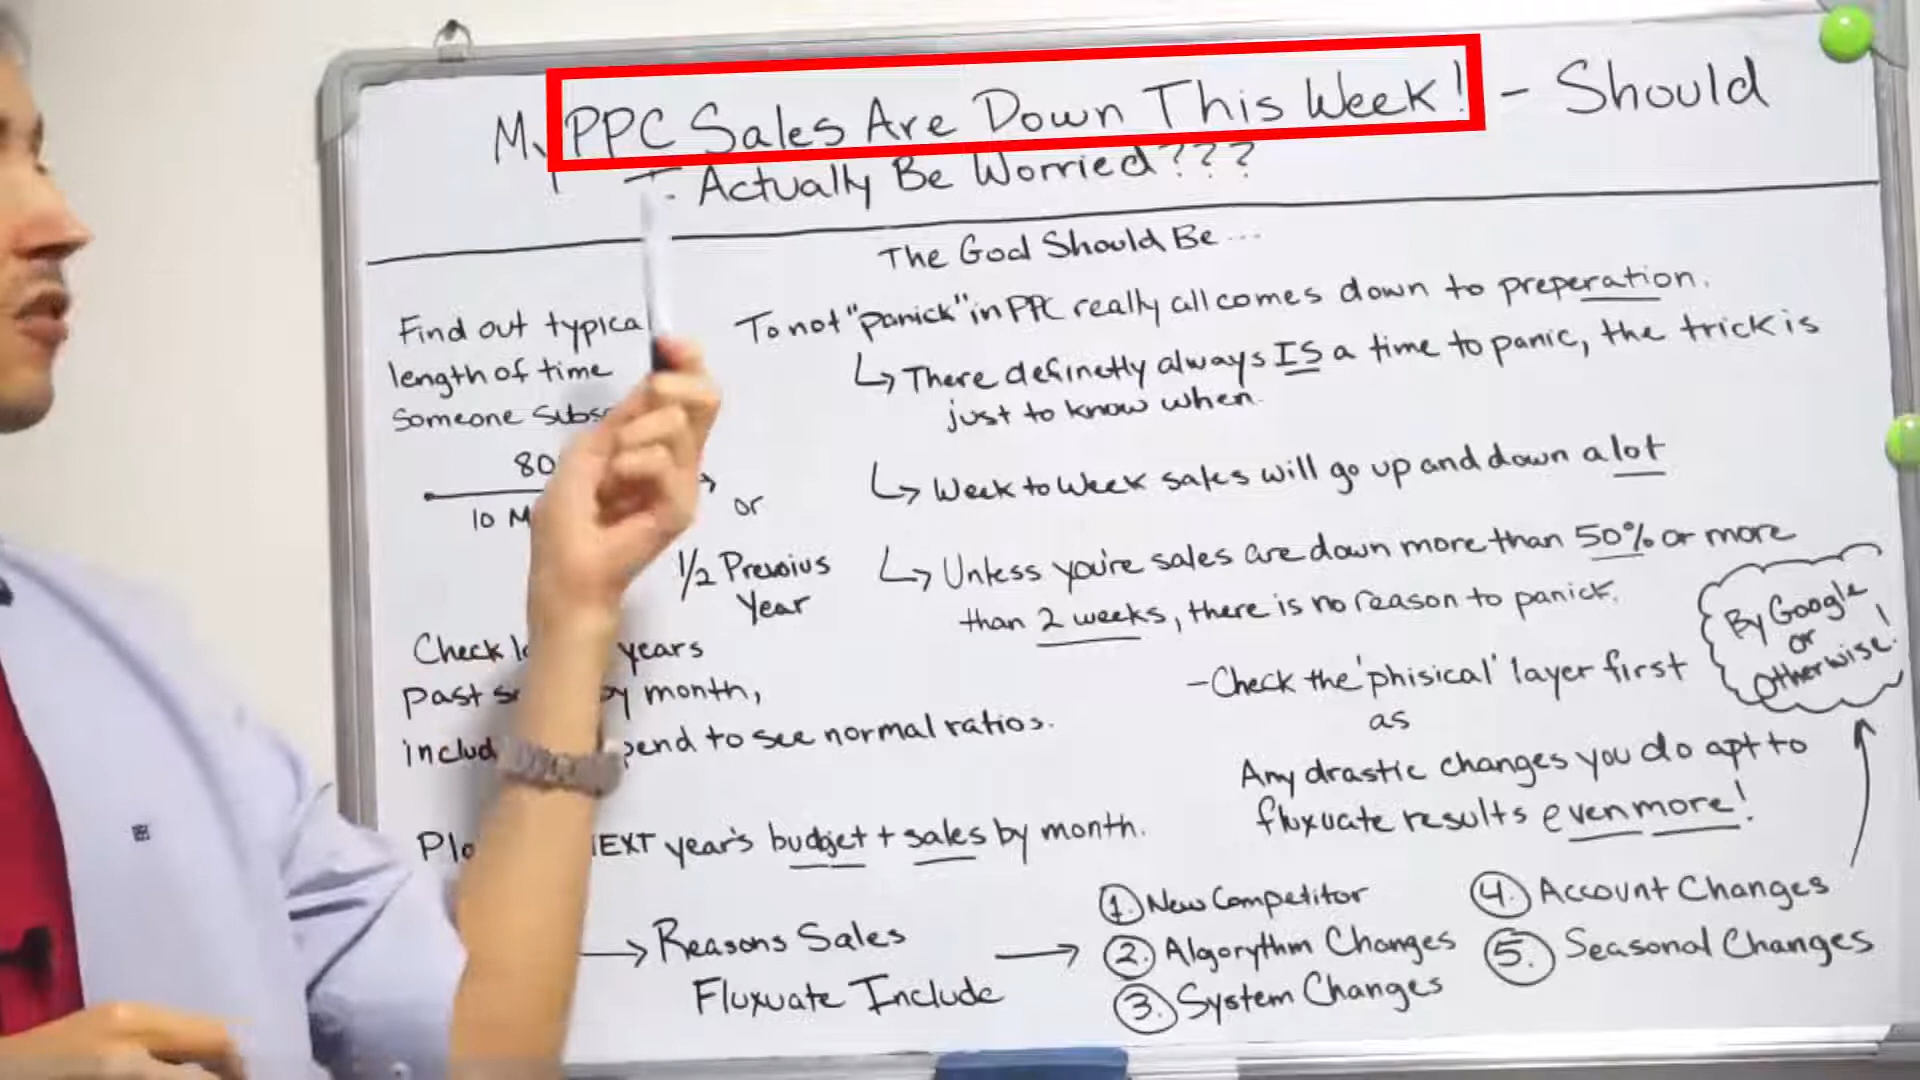 My PPC Sales Are Down This Week! - Should
I Actually Be Worried???
The Goal Should Be...
Find out typical
length of time
Someone Subs
80
10 M
or
1/2 Previous
Year
Check years
past by month,
includ pend to see normal ratios.
NEXT year's budget + sales by month.
To not "panick" in PPC really all comes down to preperation.
↳ There definetly always IS a time to panic, the trick is
just to know when.
↳ Week to Week sales will go up and down a lot
↳ Unless you're sales are down more than 50% or more
than 2 weeks, there is no reason to panick.
- Check the 'phisical' layer first
as
Any drastic changes you do apt to
fluxuate results even more!
By Google
or
Otherwise!
→ Reasons Sales
Fluxuate Include →
1. New Competitor
2. Algorythm Changes
3. System Changes
4. Account Changes
5. Seasonal Changes